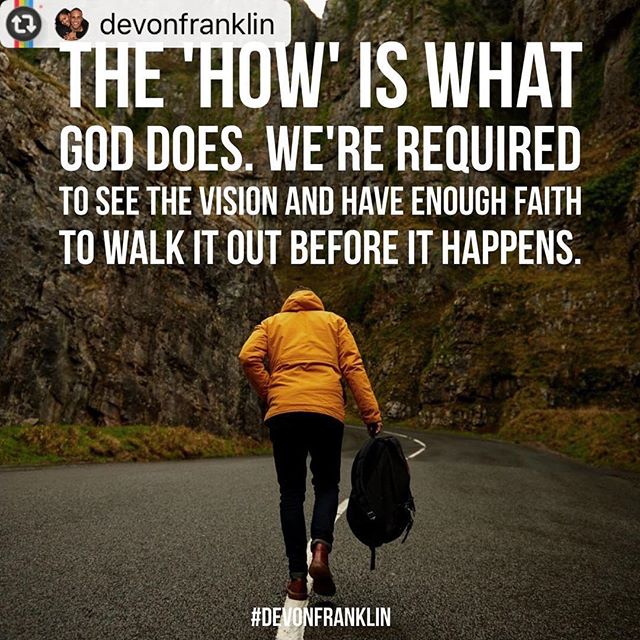 devonfranklin
THE 'HOW' IS WHAT
GOD DOES. WE'RE REQUIRED
TO SEE THE VISION AND HAVE ENOUGH FAITH
TO WALK IT OUT BEFORE IT HAPPENS.
#DEVONFRANKLIN